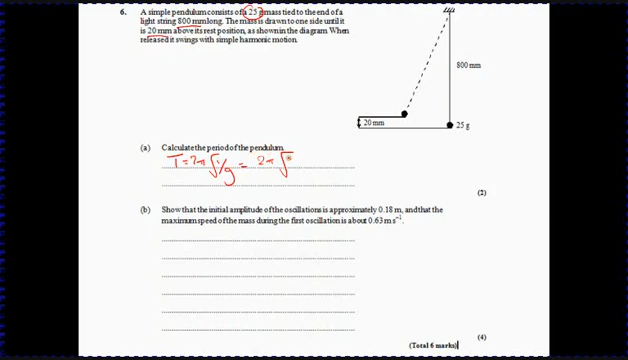 6. A simple pendulum consists of a 25 g mass tied to the end of a
light string 800 mm long. The mass is drawn to one side until it
is 20 mm above its rest position, as shown in the diagram. When
released it swings with simple harmonic motion.
800 mm
20 mm
25 g
(a) Calculate the period of the pendulum.
T = 2π √l/g = 2π √
(2)
(b) Show that the initial amplitude of the oscillations is approximately 0.18 m, and that the
maximum speed of the mass during the first oscillation is about 0.63 m s⁻¹.
(4)
(Total 6 marks)